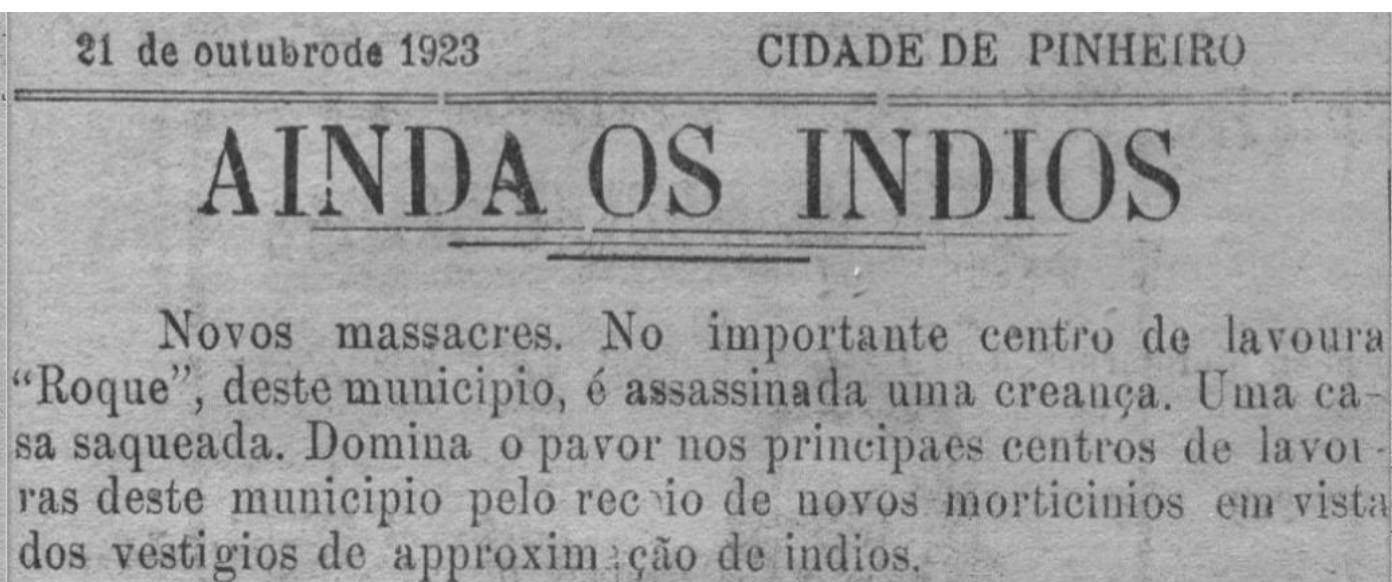 21 de outubrode 1923 CIDADE DE PINHEIRO
AINDA OS INDIOS
Novos massacres. No importante centro de lavoura
“Roque”, deste municipio, é assassinada uma creança. Uma ca-
sa saqueada. Domina o pavor nos principaes centros de lavou-
ras deste municipio pelo receio de novos morticinios em vista
dos vestigios de approximação de indios.